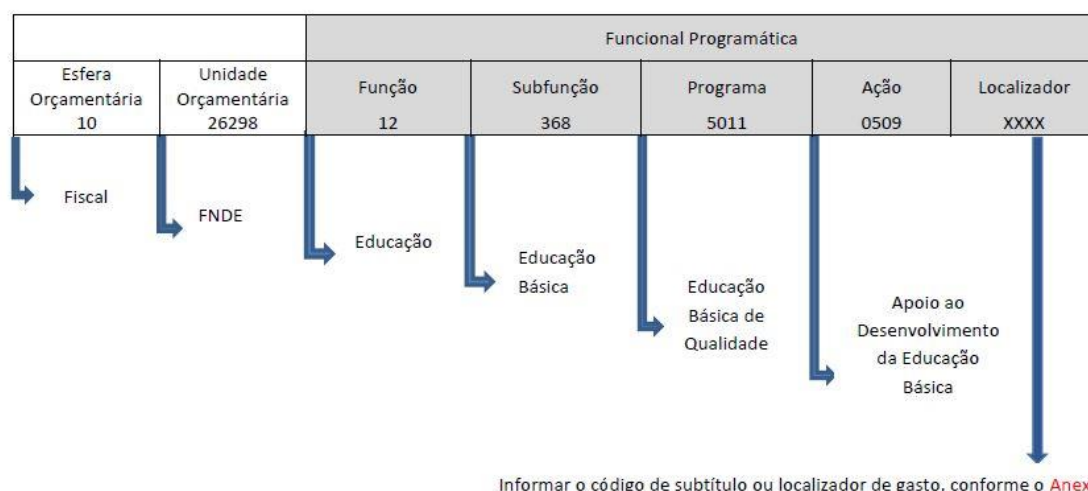 Funcional Programática
Esfera Orçamentária 10
Unidade Orçamentária 26298
Função 12
Subfunção 368
Programa 5011
Ação 0509
Localizador XXXX
Fiscal
FNDE
Educação
Educação
Básica
Educação
Básica de
Qualidade
Apoio ao
Desenvolvimento
da Educação
Básica
Informar o código de subtítulo ou localizador de gasto, conforme o Anex